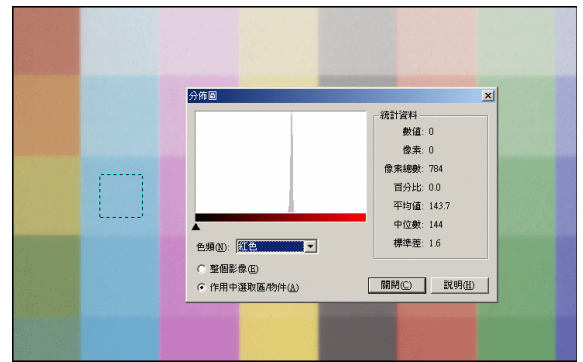 分佈圖
統計資料
數值: 0
像素: 0
像素總數: 784
百分比: 0.0
平均值: 143.7
中位數: 144
標準差: 1.6
色頻(N): 紅色
整個影像(E)
作用中選取區/物件(A)
關閉(C)
說明(H)